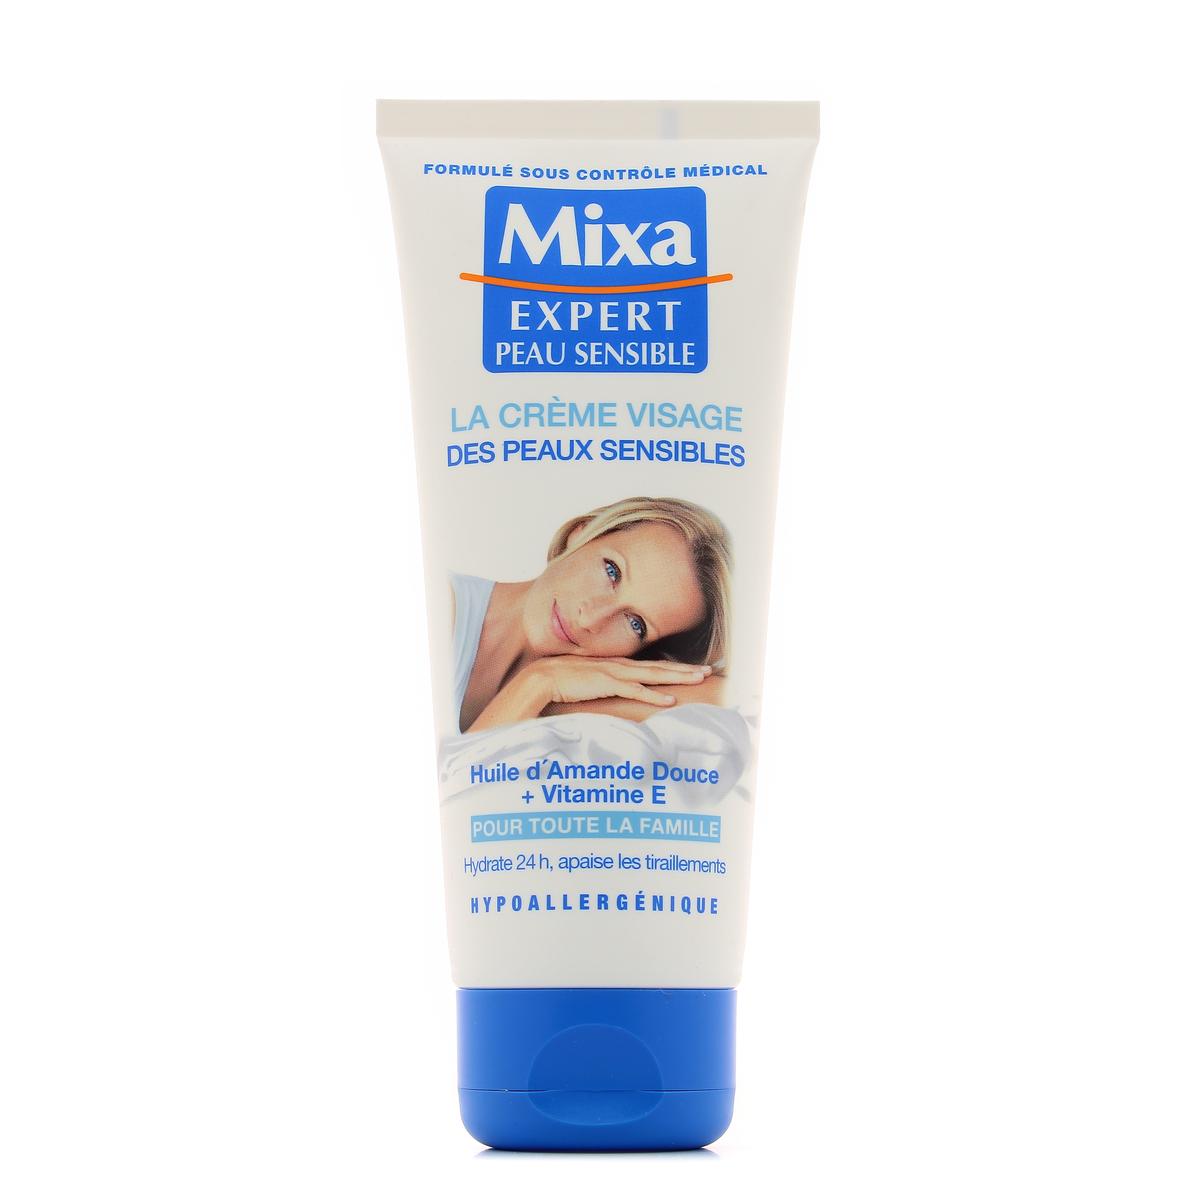 FORMULÉ SOUS CONTRÔLE MÉDICAL
Mixa
EXPERT
PEAU SENSIBLE
LA CRÈME VISAGE
DES PEAUX SENSIBLES
Huile d'Amande Douce
+ Vitamine E
POUR TOUTE LA FAMILLE
Hydrate 24 h, apaise les tiraillements
HYPOALLERGÉNIQUE